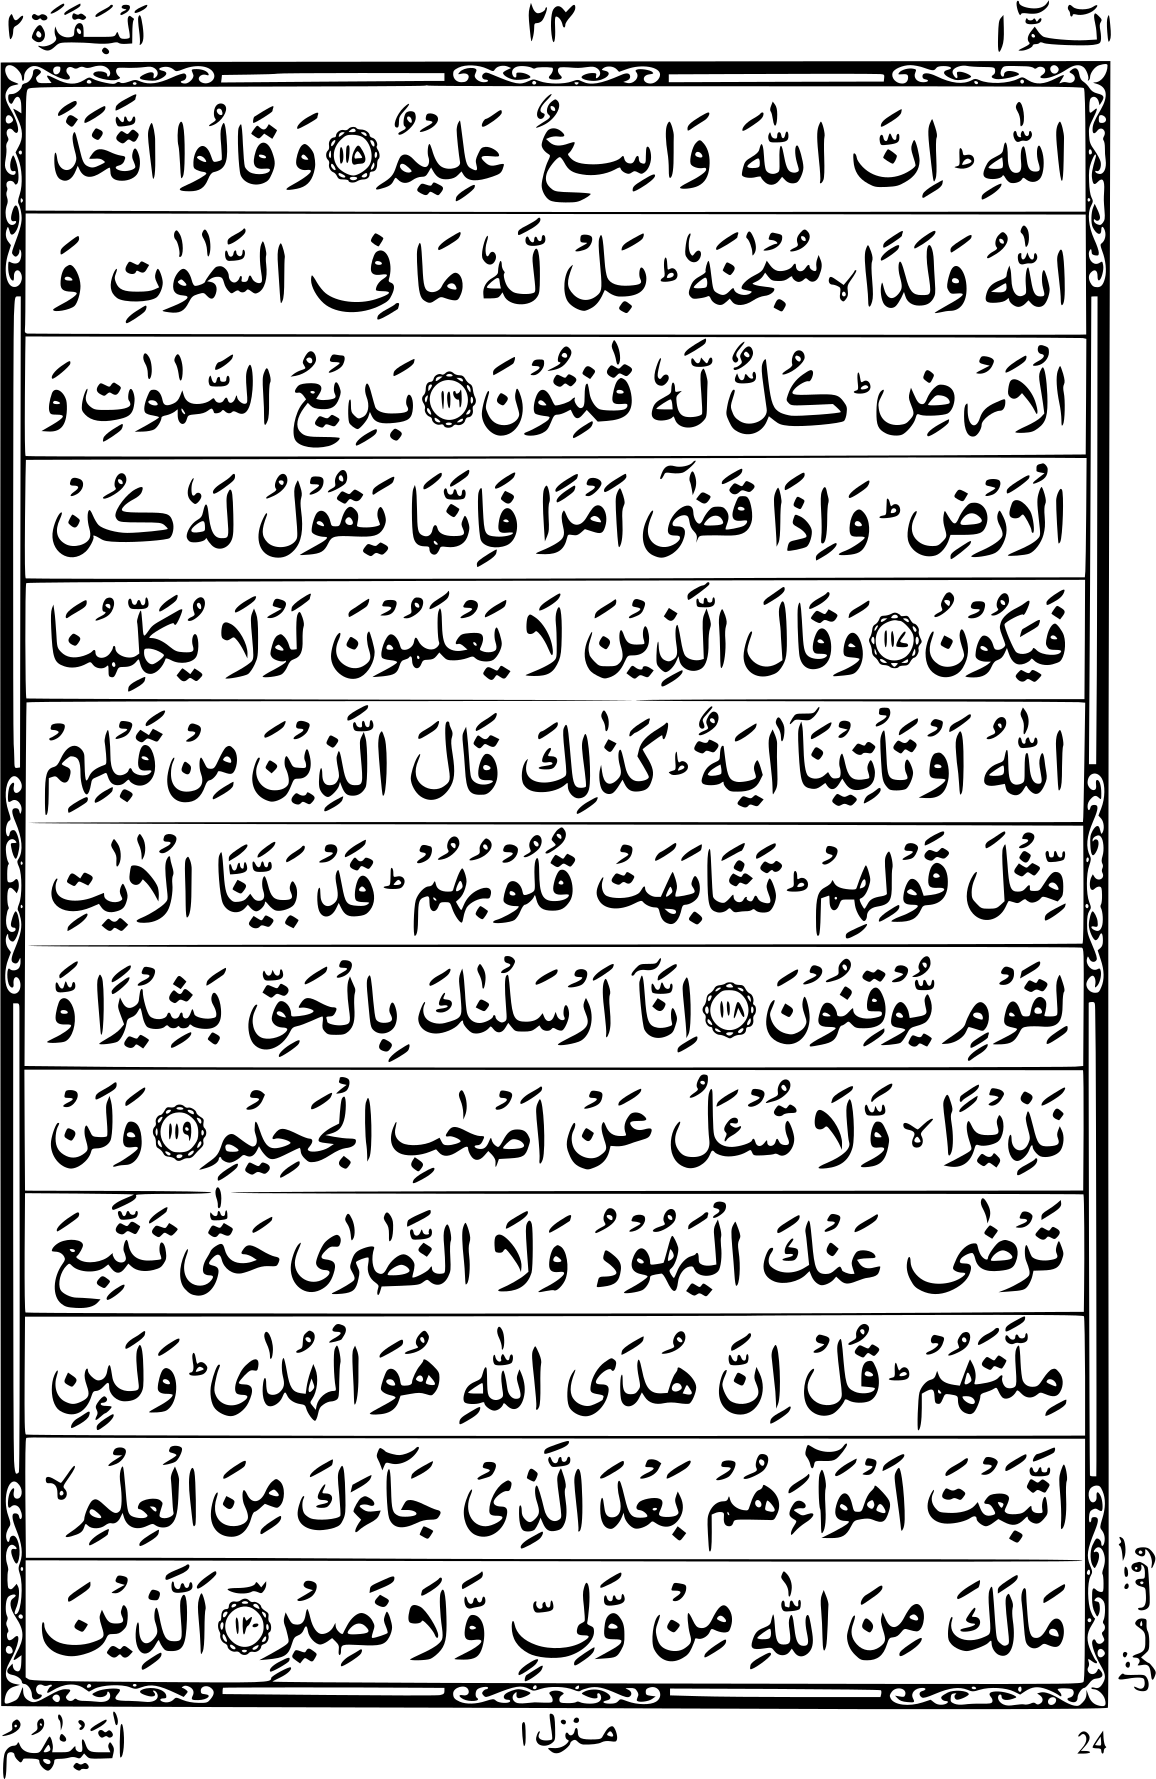 الٓـمّٓ ۱ ۲۴ اَلْبَقَرَة ۲
اللّٰهِ ؕ اِنَّ اللّٰهَ وَاسِعٌ عَلِيْمٌ ﴿۱۱۵﴾ وَ قَالُوا اتَّخَذَ
اللّٰهُ وَلَدًا ۙ سُبْحٰنَهٗ ؕ بَلْ لَّهٗ مَا فِى السَّمٰوٰتِ وَ
الْاَرْضِ ؕ كُلٌّ لَّهٗ قٰنِتُوْنَ ﴿۱۱۶﴾ بَدِيْعُ السَّمٰوٰتِ وَ
الْاَرْضِ ؕ وَاِذَا قَضٰٓى اَمْرًا فَاِنَّمَا يَقُوْلُ لَهٗ كُنْ
فَيَكُوْنُ ﴿۱۱۷﴾ وَقَالَ الَّذِيْنَ لَا يَعْلَمُوْنَ لَوْلَا يُكَلِّمُنَا
اللّٰهُ اَوْ تَاْتِيْنَآ اٰيَةٌ ؕ كَذٰلِكَ قَالَ الَّذِيْنَ مِنْ قَبْلِهِمْ
مِّثْلَ قَوْلِهِمْ ؕ تَشَابَهَتْ قُلُوْبُهُمْ ؕ قَدْ بَيَّنَّا الْاٰيٰتِ
لِقَوْمٍ يُّوْقِنُوْنَ ﴿۱۱۸﴾ اِنَّآ اَرْسَلْنٰكَ بِالْحَقِّ بَشِيْرًا وَّ
نَذِيْرًا ۙ وَّلَا تُسْئَلُ عَنْ اَصْحٰبِ الْجَحِيْمِ ﴿۱۱۹﴾ وَلَنْ
تَرْضٰى عَنْكَ الْيَهُوْدُ وَلَا النَّصٰرٰى حَتّٰى تَتَّبِعَ
مِلَّتَهُمْ ؕ قُلْ اِنَّ هُدَى اللّٰهِ هُوَ الْهُدٰى ؕ وَلَئِنِ
اتَّبَعْتَ اَهْوَآءَهُمْ بَعْدَ الَّذِىْ جَآءَكَ مِنَ الْعِلْمِ ۙ
مَا لَكَ مِنَ اللّٰهِ مِنْ وَّلِىٍّ وَّلَا نَصِيْرٍ ﴿۱۲۰﴾ اَلَّذِيْنَ
وقف منزل
24 منزل ۱ اٰتَيْنٰهُمُ